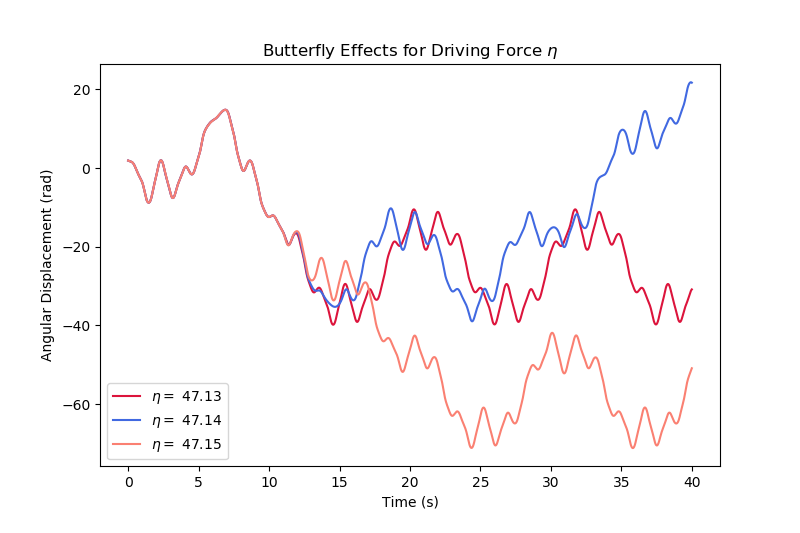 Butterfly Effects for Driving Force η
Angular Displacement (rad)
20
0
−20
−40
−60
η = 47.13
η = 47.14
η = 47.15
0 5 10 15 20 25 30 35 40
Time (s)